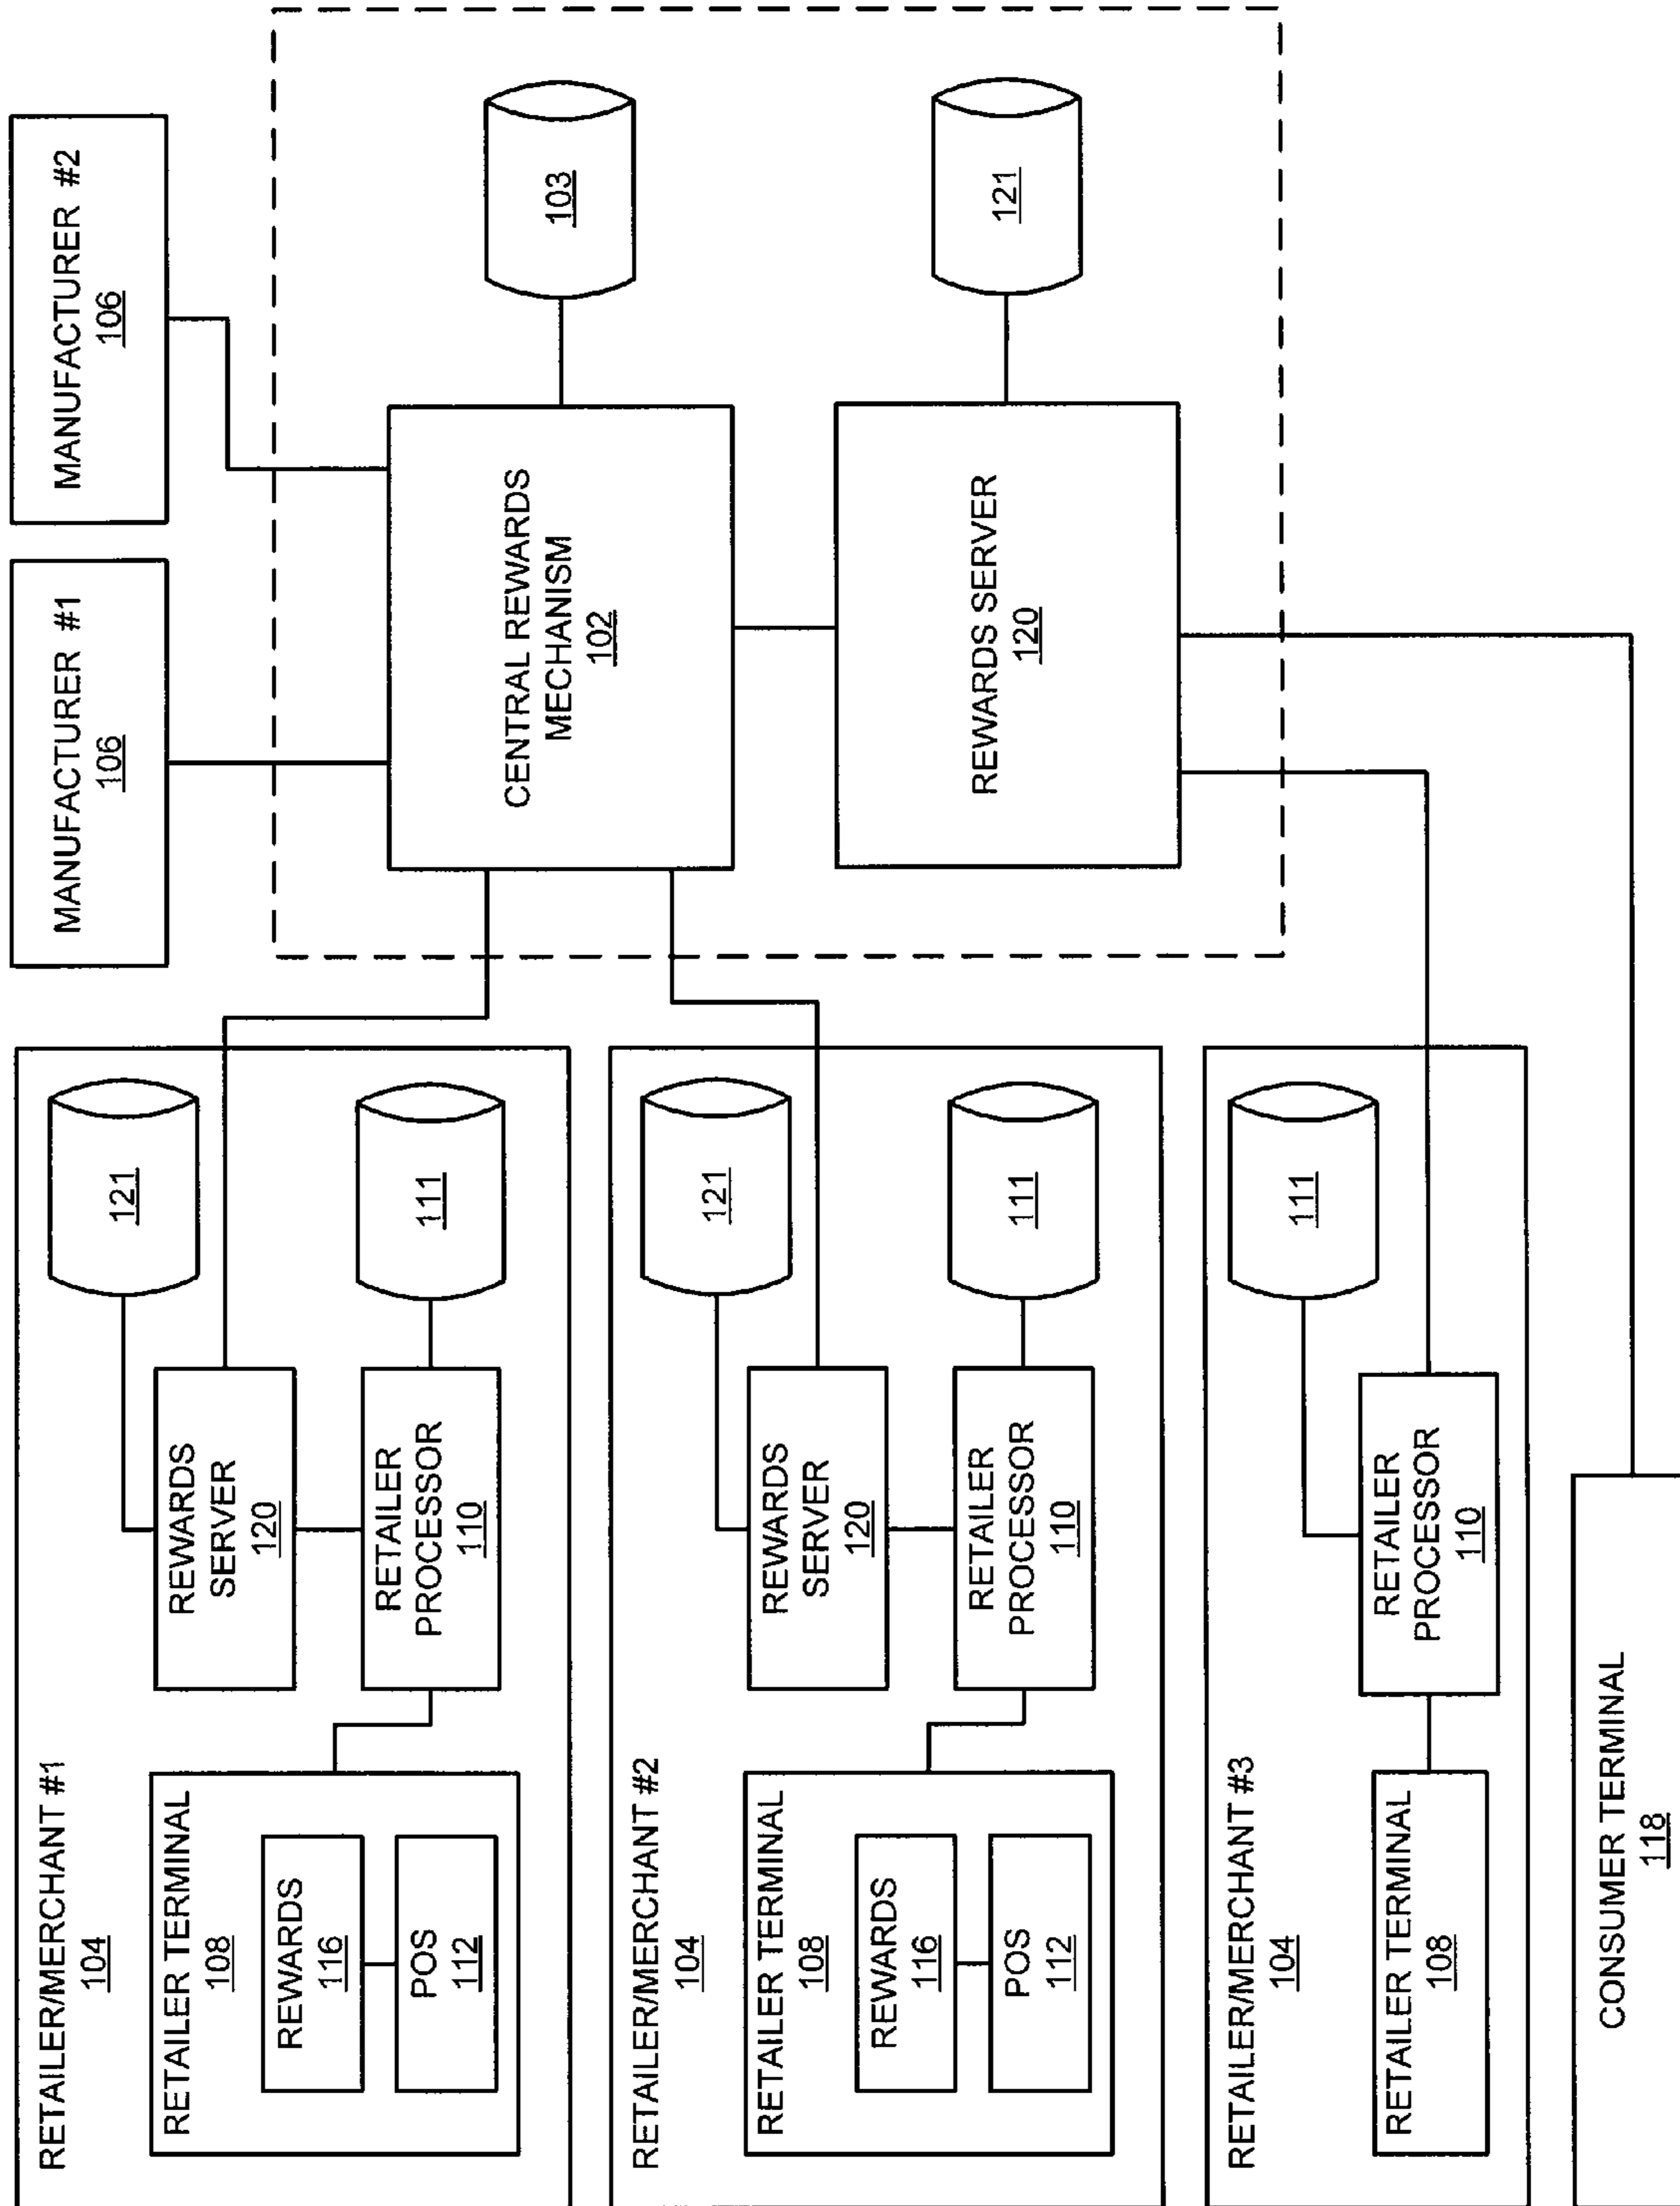 RETAILER/MERCHANT #1
104
RETAILER TERMINAL
108
REWARDS
116
POS
112
REWARDS
SERVER
120
RETAILER
PROCESSOR
110
121
111
RETAILER/MERCHANT #2
104
RETAILER TERMINAL
108
REWARDS
116
POS
112
REWARDS
SERVER
120
RETAILER
PROCESSOR
110
121
111
RETAILER/MERCHANT #3
104
RETAILER TERMINAL
108
RETAILER
PROCESSOR
110
111
CONSUMER TERMINAL
118
MANUFACTURER #1
106
MANUFACTURER #2
106
CENTRAL REWARDS
MECHANISM
102
103
REWARDS SERVER
120
121